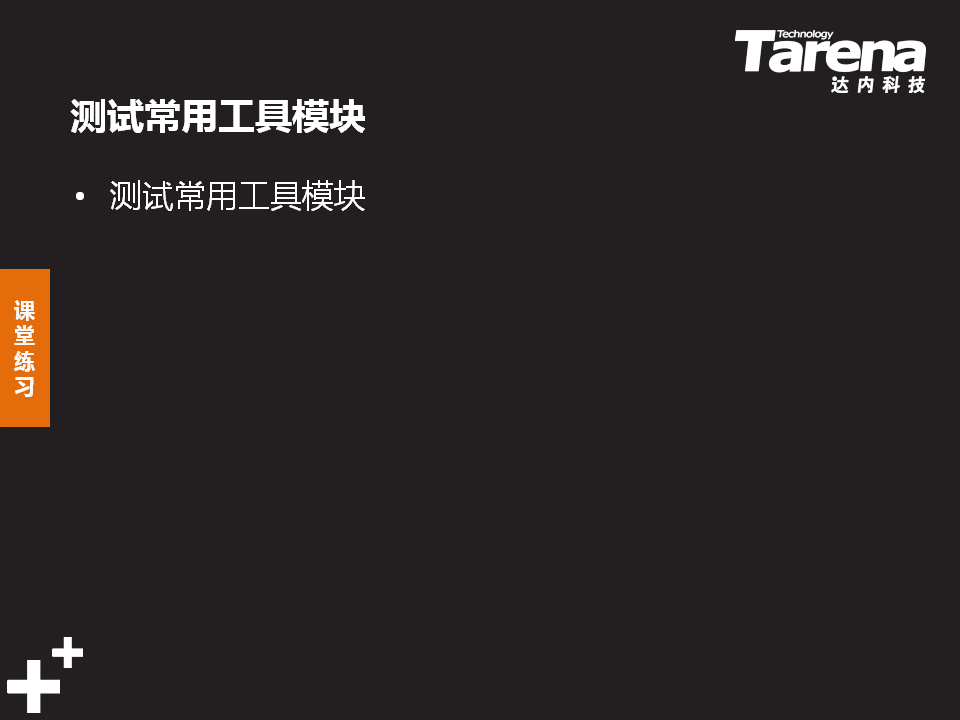 Technology
Tarena
达内科技
测试常用工具模块
• 测试常用工具模块
课
堂
练
习